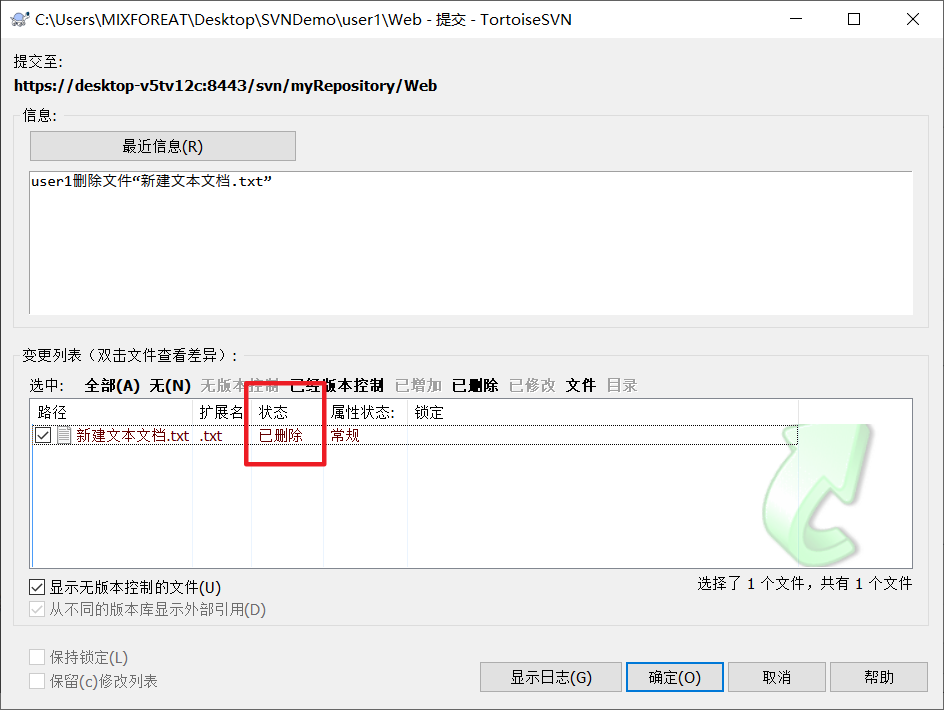 C:\Users\MIXFOREAT\Desktop\SVNDemo\user1\Web - 提交 - TortoiseSVN
提交至:
https://desktop-v5tv12c:8443/svn/myRepository/Web
信息:
最近信息(R)
user1删除文件“新建文本文档.txt”
变更列表（双击文件查看差异）:
选中: 全部(A) 无(N) 无版本控制 已经版本控制 已增加 已删除 已修改 文件 目录
路径 扩展名 状态 属性状态: 锁定
新建文本文档.txt .txt 已删除 常规
显示无版本控制的文件(U)
选择了 1 个文件，共有 1 个文件
从不同的版本库显示外部引用(D)
保持锁定(L)
保留(c)修改列表
显示日志(G) 确定(O) 取消 帮助